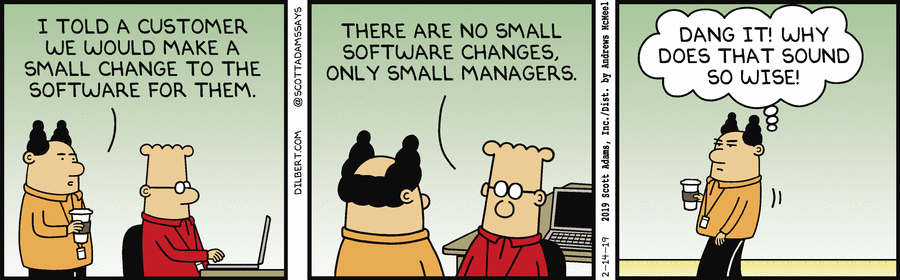 I TOLD A CUSTOMER
WE WOULD MAKE A
SMALL CHANGE TO THE
SOFTWARE FOR THEM.
DILBERT.COM
@SCOTTADAMSSAYS
THERE ARE NO SMALL
SOFTWARE CHANGES,
ONLY SMALL MANAGERS.
2-14-19 2019 Scott Adams, Inc./Dist. by Andrews McMeel
DANG IT! WHY
DOES THAT SOUND
SO WISE!